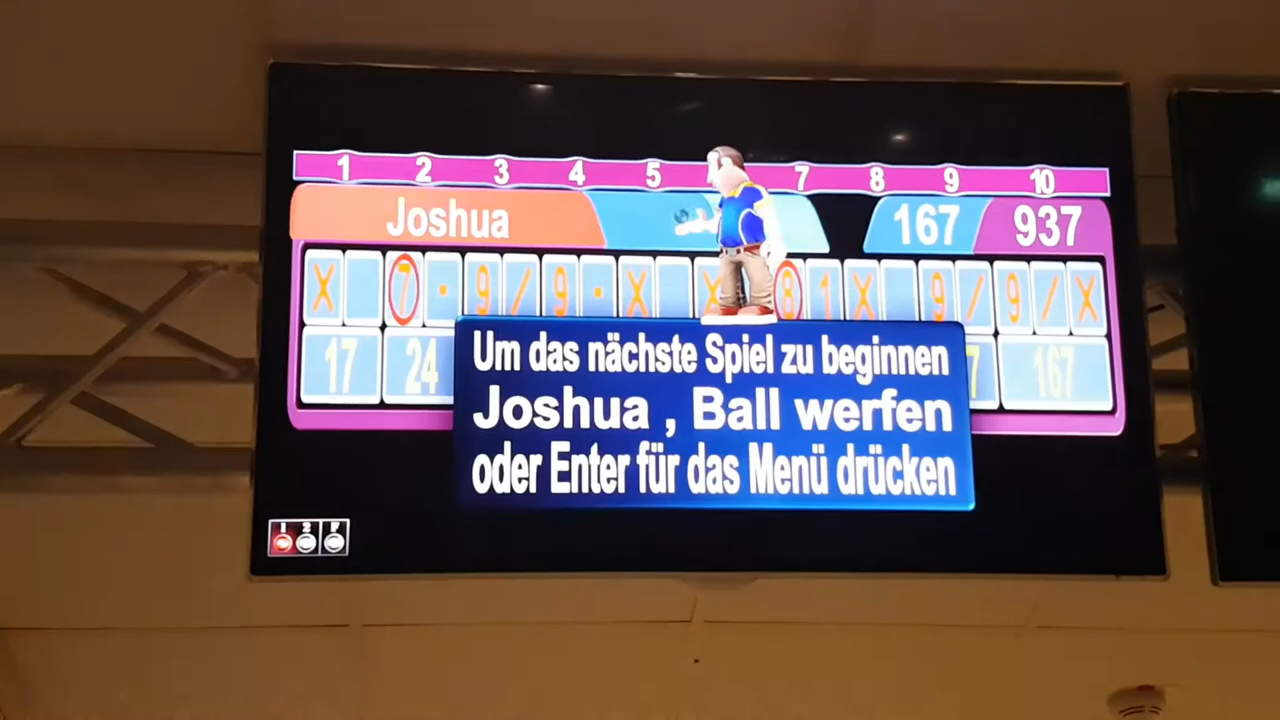 1 2 3 4 5 7 8 9 10
Joshua 167 937
X 7 - 9 / 9 - X X 8 1 X 9 / 9 / X
17 24 7 167
Um das nächste Spiel zu beginnen
Joshua , Ball werfen
oder Enter für das Menü drücken
1 2 F